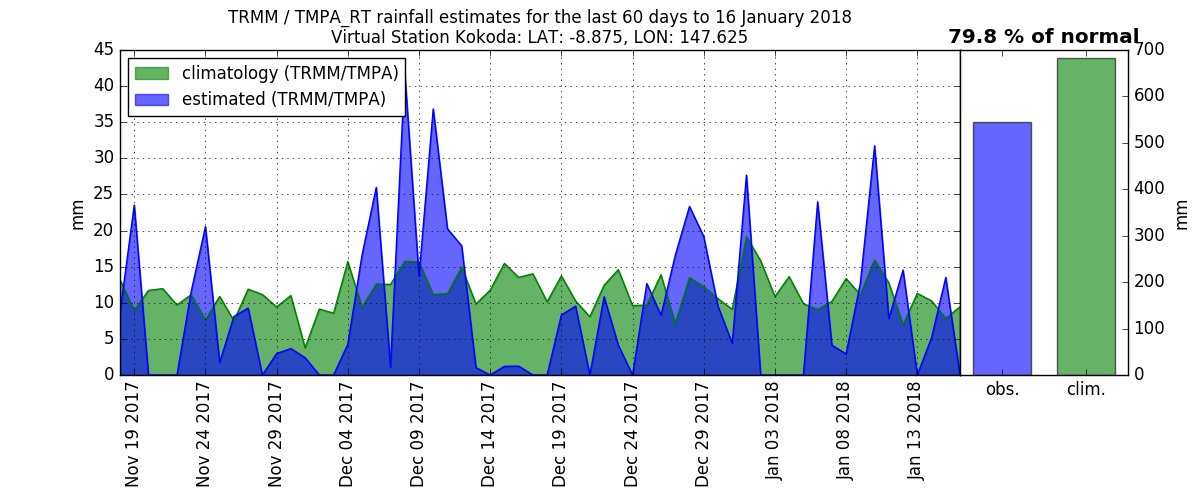 TRMM / TMPA_RT rainfall estimates for the last 60 days to 16 January 2018
Virtual Station Kokoda: LAT: -8.875, LON: 147.625
79.8 % of normal
climatology (TRMM/TMPA)
estimated (TRMM/TMPA)
mm
45
40
35
30
25
20
15
10
5
0
Nov 19 2017
Nov 24 2017
Nov 29 2017
Dec 04 2017
Dec 09 2017
Dec 14 2017
Dec 19 2017
Dec 24 2017
Dec 29 2017
Jan 03 2018
Jan 08 2018
Jan 13 2018
obs.
clim.
700
600
500
400
300
200
100
0
mm